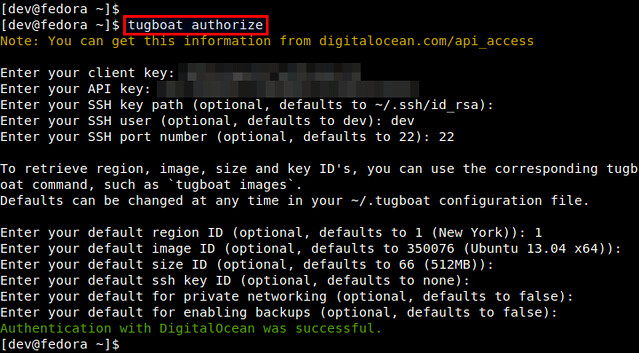 [dev@fedora ~]$
[dev@fedora ~]$ tugboat authorize
Note: You can get this information from digitalocean.com/api_access
Enter your client key:
Enter your API key:
Enter your SSH key path (optional, defaults to ~/.ssh/id_rsa):
Enter your SSH user (optional, defaults to dev): dev
Enter your SSH port number (optional, defaults to 22): 22
To retrieve region, image, size and key ID's, you can use the corresponding tugb
oat command, such as `tugboat images`.
Defaults can be changed at any time in your ~/.tugboat configuration file.
Enter your default region ID (optional, defaults to 1 (New York)): 1
Enter your default image ID (optional, defaults to 350076 (Ubuntu 13.04 x64)):
Enter your default size ID (optional, defaults to 66 (512MB)):
Enter your default ssh key ID (optional, defaults to none):
Enter your default for private networking (optional, defaults to false):
Enter your default for enabling backups (optional, defaults to false):
Authentication with DigitalOcean was successful.
[dev@fedora ~]$